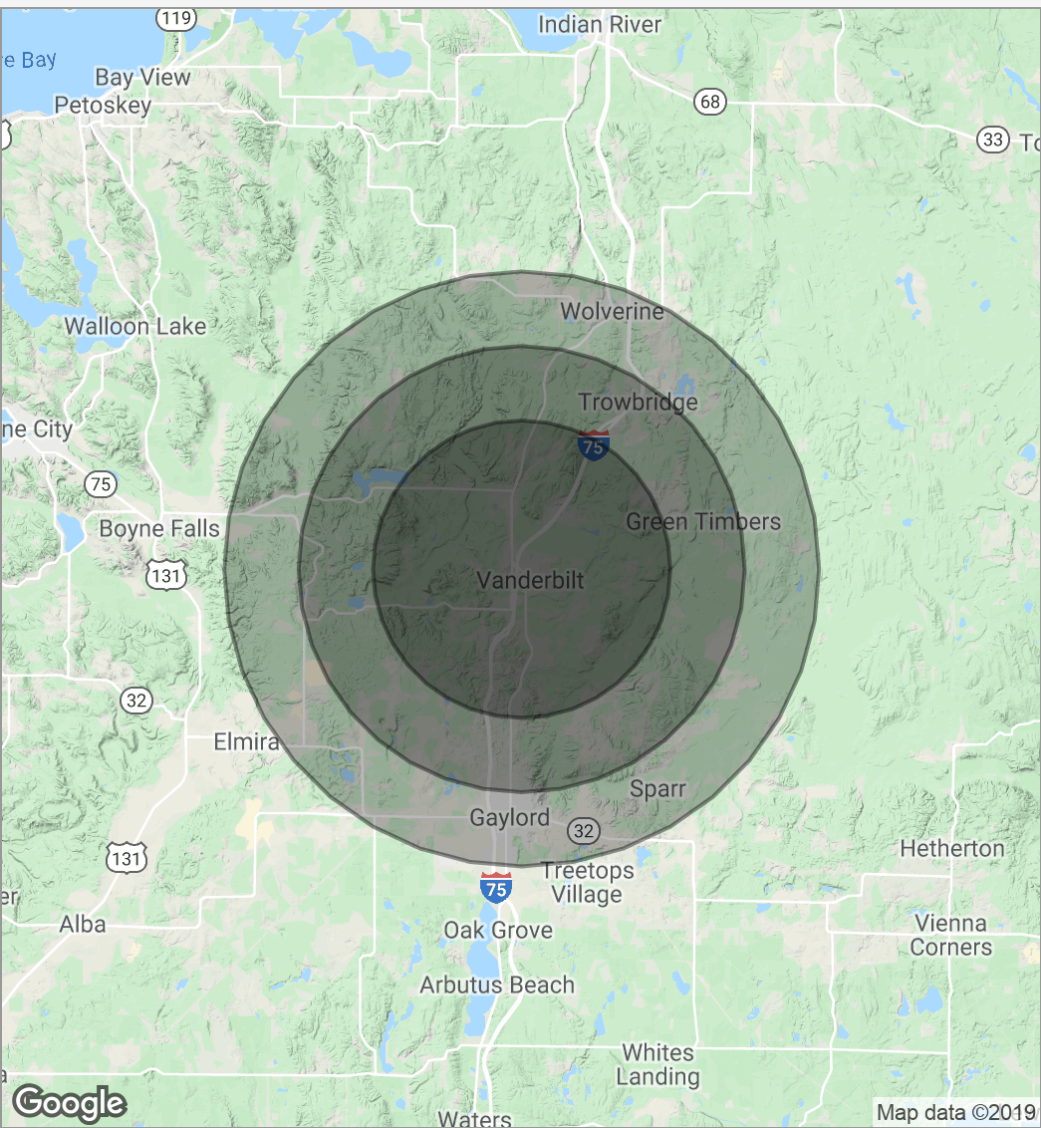 119
Indian River
re Bay
Bay View
Petoskey
68
33
To
Wolverine
Walloon Lake
Trowbridge
ne City
75
75
Green Timbers
Boyne Falls
131
Vanderbilt
32
Elmira
Sparr
Gaylord
32
131
Hetherton
Treetops
Village
75
er
Alba
Oak Grove
Vienna
Corners
Arbutus Beach
Whites
Landing
a
Google
Waters
Map data ©2019